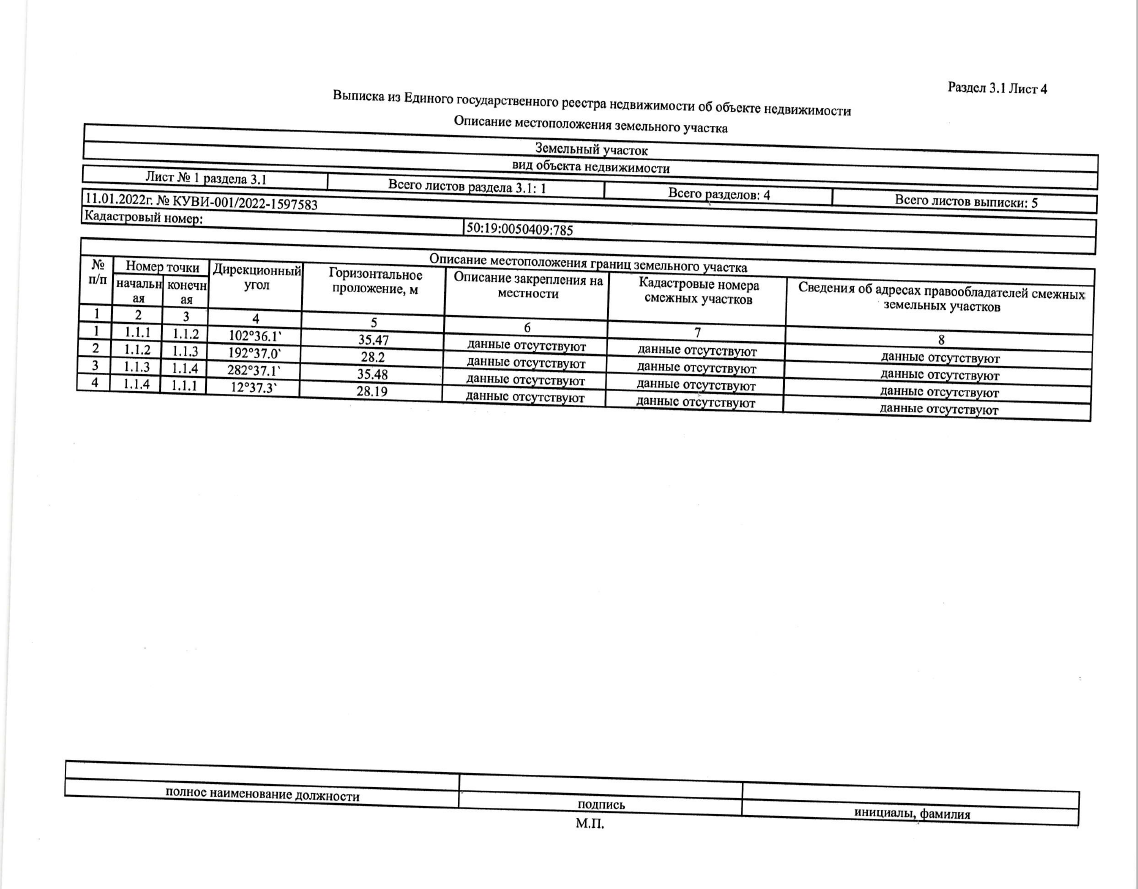 Раздел 3.1 Лист 4
Выписка из Единого государственного реестра недвижимости об объекте недвижимости
Описание местоположения земельного участка
Земельный участок
вид объекта недвижимости
Лист № 1 раздела 3.1 Всего листов раздела 3.1: 1 Всего разделов: 4 Всего листов выписки: 5
11.01.2022г. № КУВИ-001/2022-1597583
Кадастровый номер: 50:19:0050409:785
Описание местоположения границ земельного участка
№ п/п Номер точки Дирекционный угол Горизонтальное проложение, м Описание закрепления на местности Кадастровые номера смежных участков Сведения об адресах правообладателей смежных земельных участков
начальная конечная
1 2 3 4 5 6 7 8
1 1.1.1 1.1.2 102°36.1` 35.47 данные отсутствуют данные отсутствуют данные отсутствуют
2 1.1.2 1.1.3 192°37.0` 28.2 данные отсутствуют данные отсутствуют данные отсутствуют
3 1.1.3 1.1.4 282°37.1` 35.48 данные отсутствуют данные отсутствуют данные отсутствуют
4 1.1.4 1.1.1 12°37.3` 28.19 данные отсутствуют данные отсутствуют данные отсутствуют
полное наименование должности подпись инициалы, фамилия
М.П.